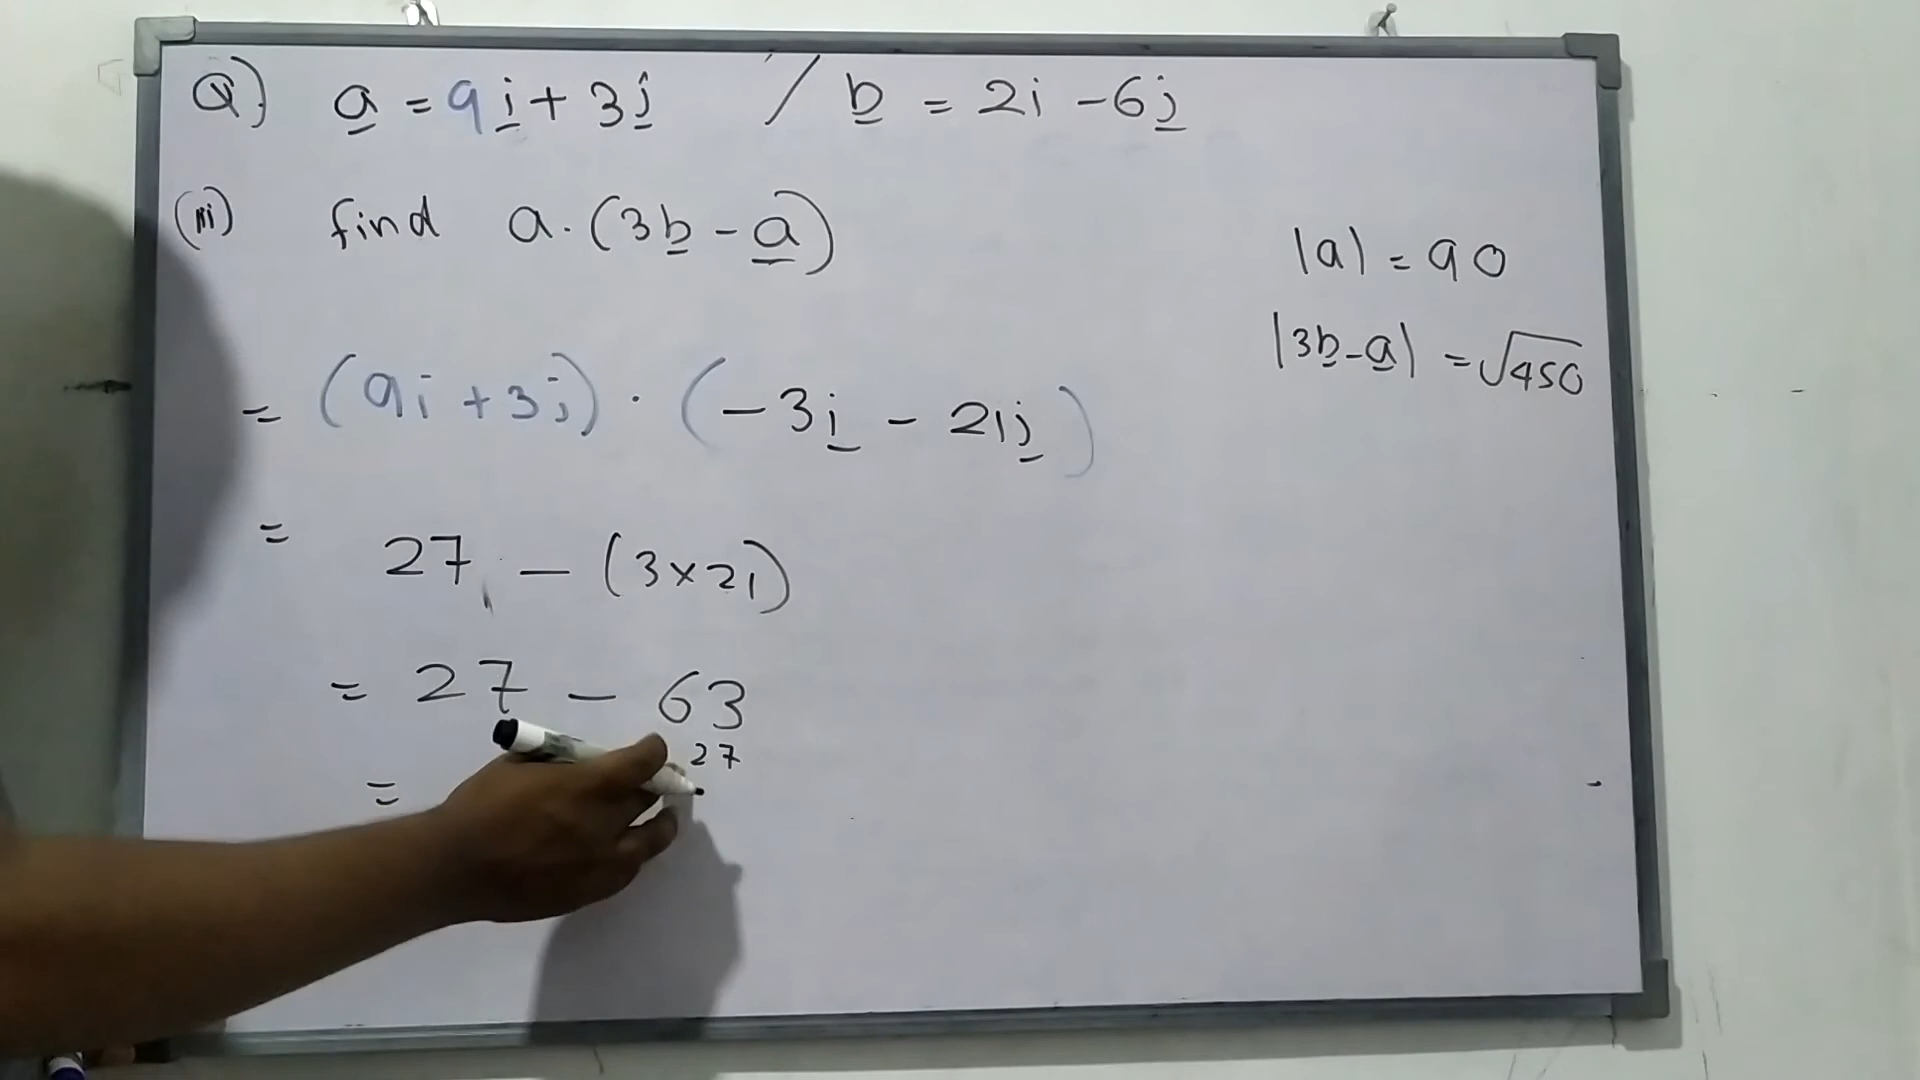 Q) a = 9i + 3j / b = 2i - 6j
(iii) find a.(3b - a)
|a| = 90
|3b-a| = √450
= (9i + 3j) · (-3i - 21j)
= 27 - (3×21)
= 27 - 63
27
=